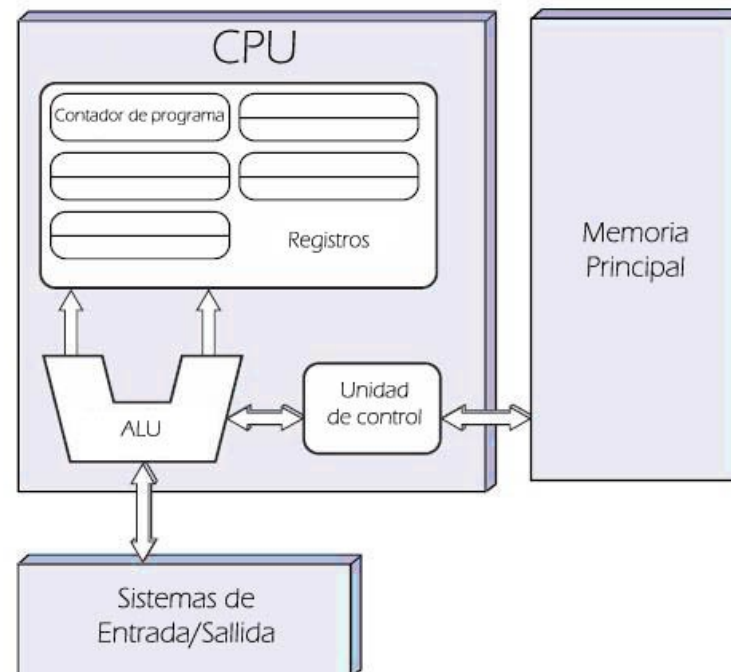 CPU
Contador de programa
Registros
Memoria
Principal
ALU
Unidad
de control
Sistemas de
Entrada/Sallida